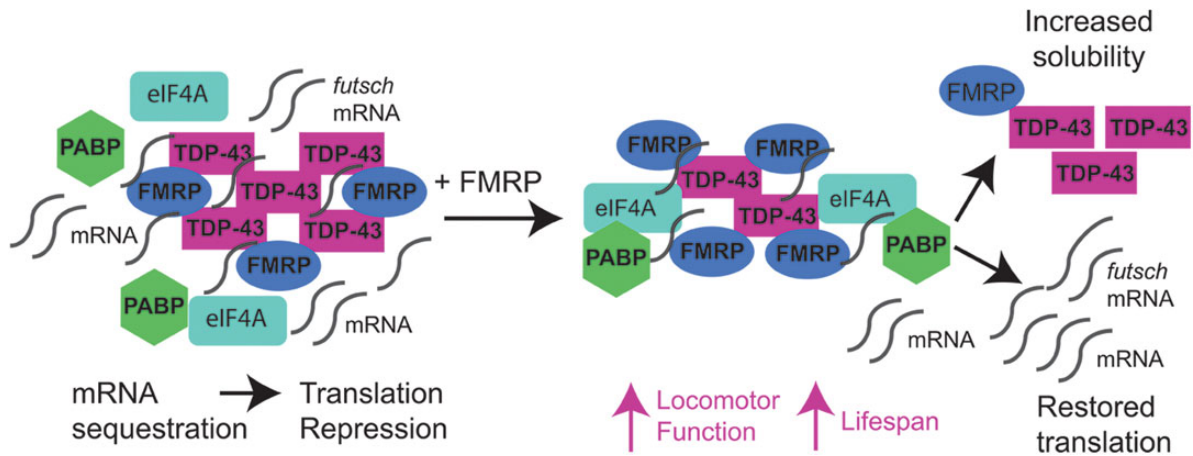 eIF4A
futsch
mRNA
PABP
TDP-43
TDP-43
FMRP
TDP-43
FMRP
mRNA
TDP-43
TDP-43
FMRP
PABP
eIF4A
mRNA
mRNA
sequestration
Translation
Repression
+ FMRP
FMRP
FMRP
TDP-43
eIF4A
TDP-43
eIF4A
PABP
FMRP
FMRP
PABP
mRNA
Locomotor
Function
Lifespan
Increased
solubility
FMRP
TDP-43
TDP-43
TDP-43
futsch
mRNA
mRNA
Restored
translation